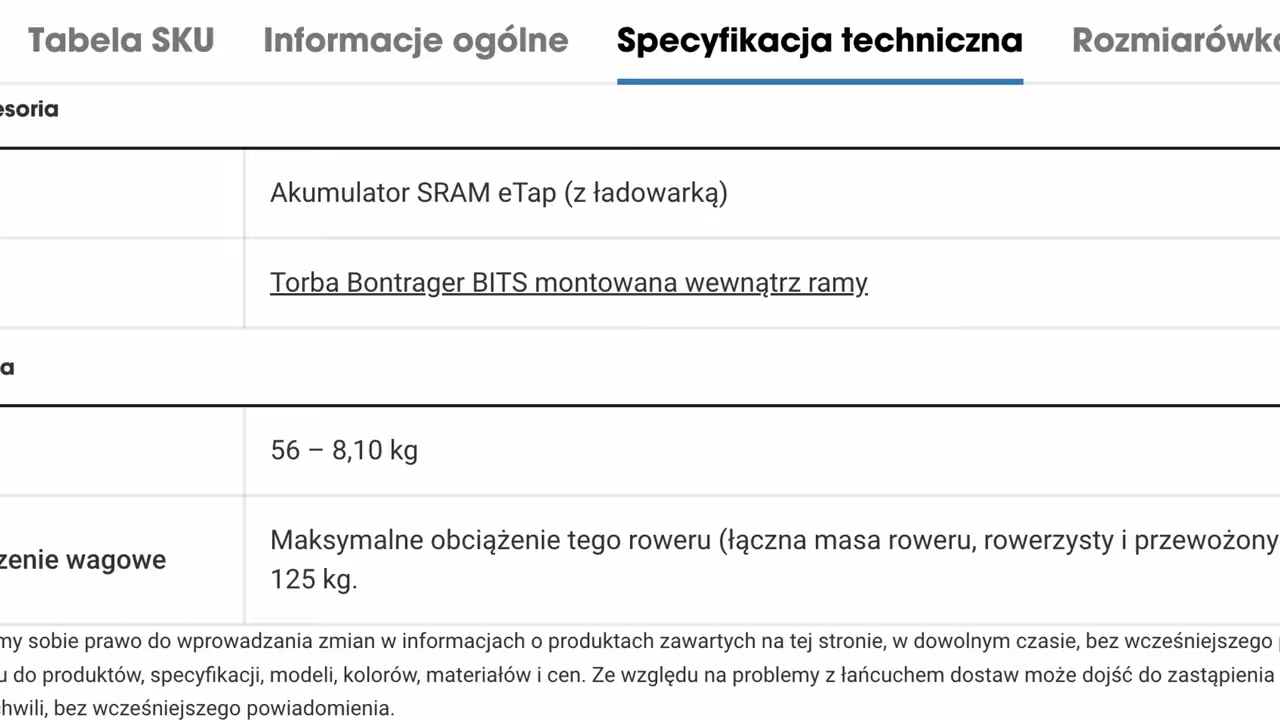 Tabela SKU Informacje ogólne Specyfikacja techniczna Rozmiarówka
esoria
Akumulator SRAM eTap (z ładowarką)
Torba Bontrager BITS montowana wewnątrz ramy
a
56 – 8,10 kg
zenie wagowe
Maksymalne obciążenie tego roweru (łączna masa roweru, rowerzysty i przewożony
125 kg.
my sobie prawo do wprowadzania zmian w informacjach o produktach zawartych na tej stronie, w dowolnym czasie, bez wcześniejszego
u do produktów, specyfikacji, modeli, kolorów, materiałów i cen. Ze względu na problemy z łańcuchem dostaw może dojść do zastąpienia
chwili, bez wcześniejszego powiadomienia.